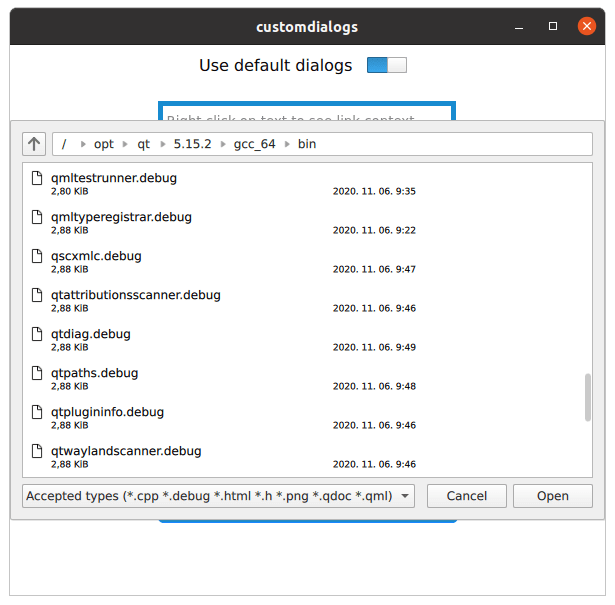 customdialogs
Use default dialogs
Right-click on text to see link context
/ opt qt 5.15.2 gcc_64 bin
qmltestrunner.debug
2,80 KiB 2020. 11. 06. 9:35
qmltyperegistrar.debug
2,88 KiB 2020. 11. 06. 9:22
qscxmlc.debug
2,88 KiB 2020. 11. 06. 9:47
qtattributionsscanner.debug
2,88 KiB 2020. 11. 06. 9:46
qtdiag.debug
2,88 KiB 2020. 11. 06. 9:49
qtpaths.debug
2,88 KiB 2020. 11. 06. 9:48
qtplugininfo.debug
2,88 KiB 2020. 11. 06. 9:46
qtwaylandscanner.debug
2,88 KiB 2020. 11. 06. 9:46
Accepted types (*.cpp *.debug *.html *.h *.png *.qdoc *.qml) Cancel Open